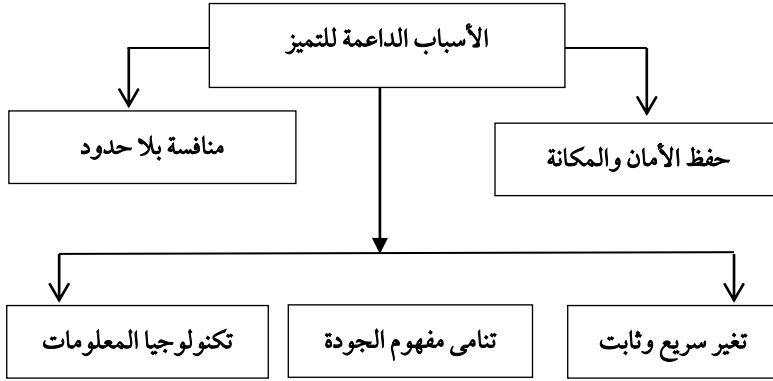 الأسباب الداعمة للتميز
حفظ الأمان والمكانة
منافسة بلا حدود
تغير سريع وثابت
تنامى مفهوم الجودة
تكنولوجيا المعلومات